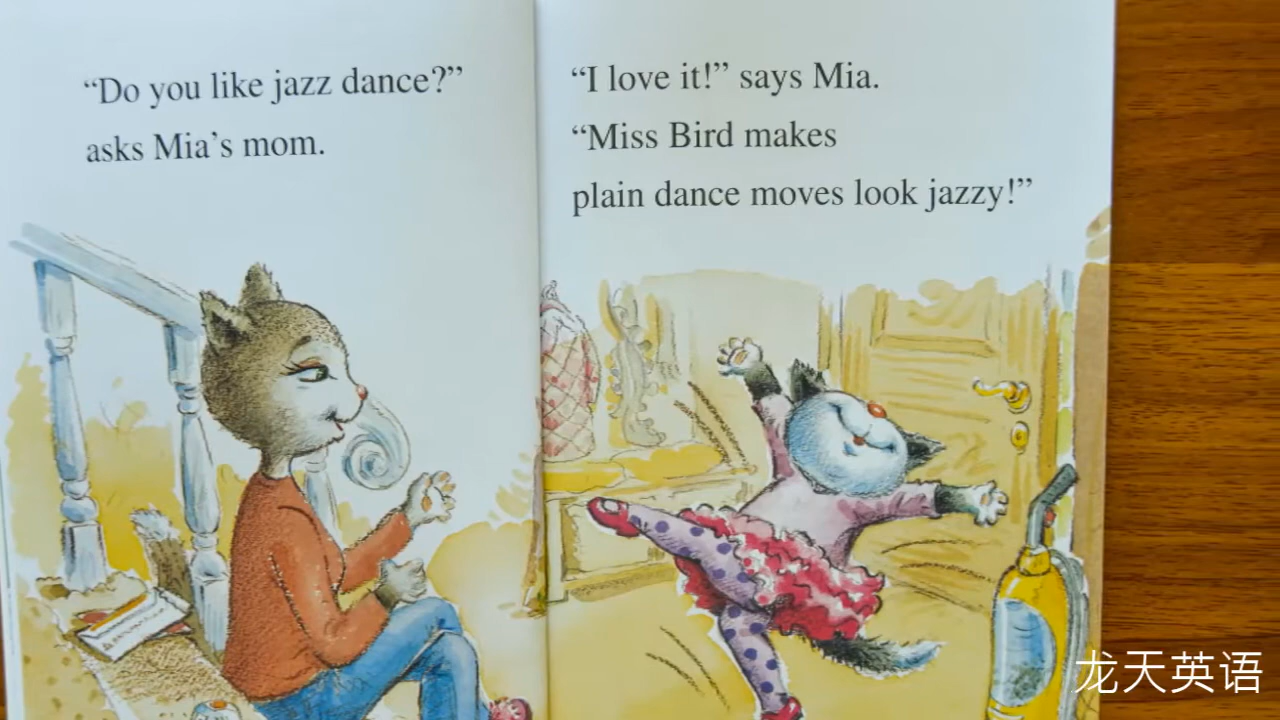 “Do you like jazz dance?”
asks Mia’s mom.
“I love it!” says Mia.
“Miss Bird makes
plain dance moves look jazzy!”
龙天英语